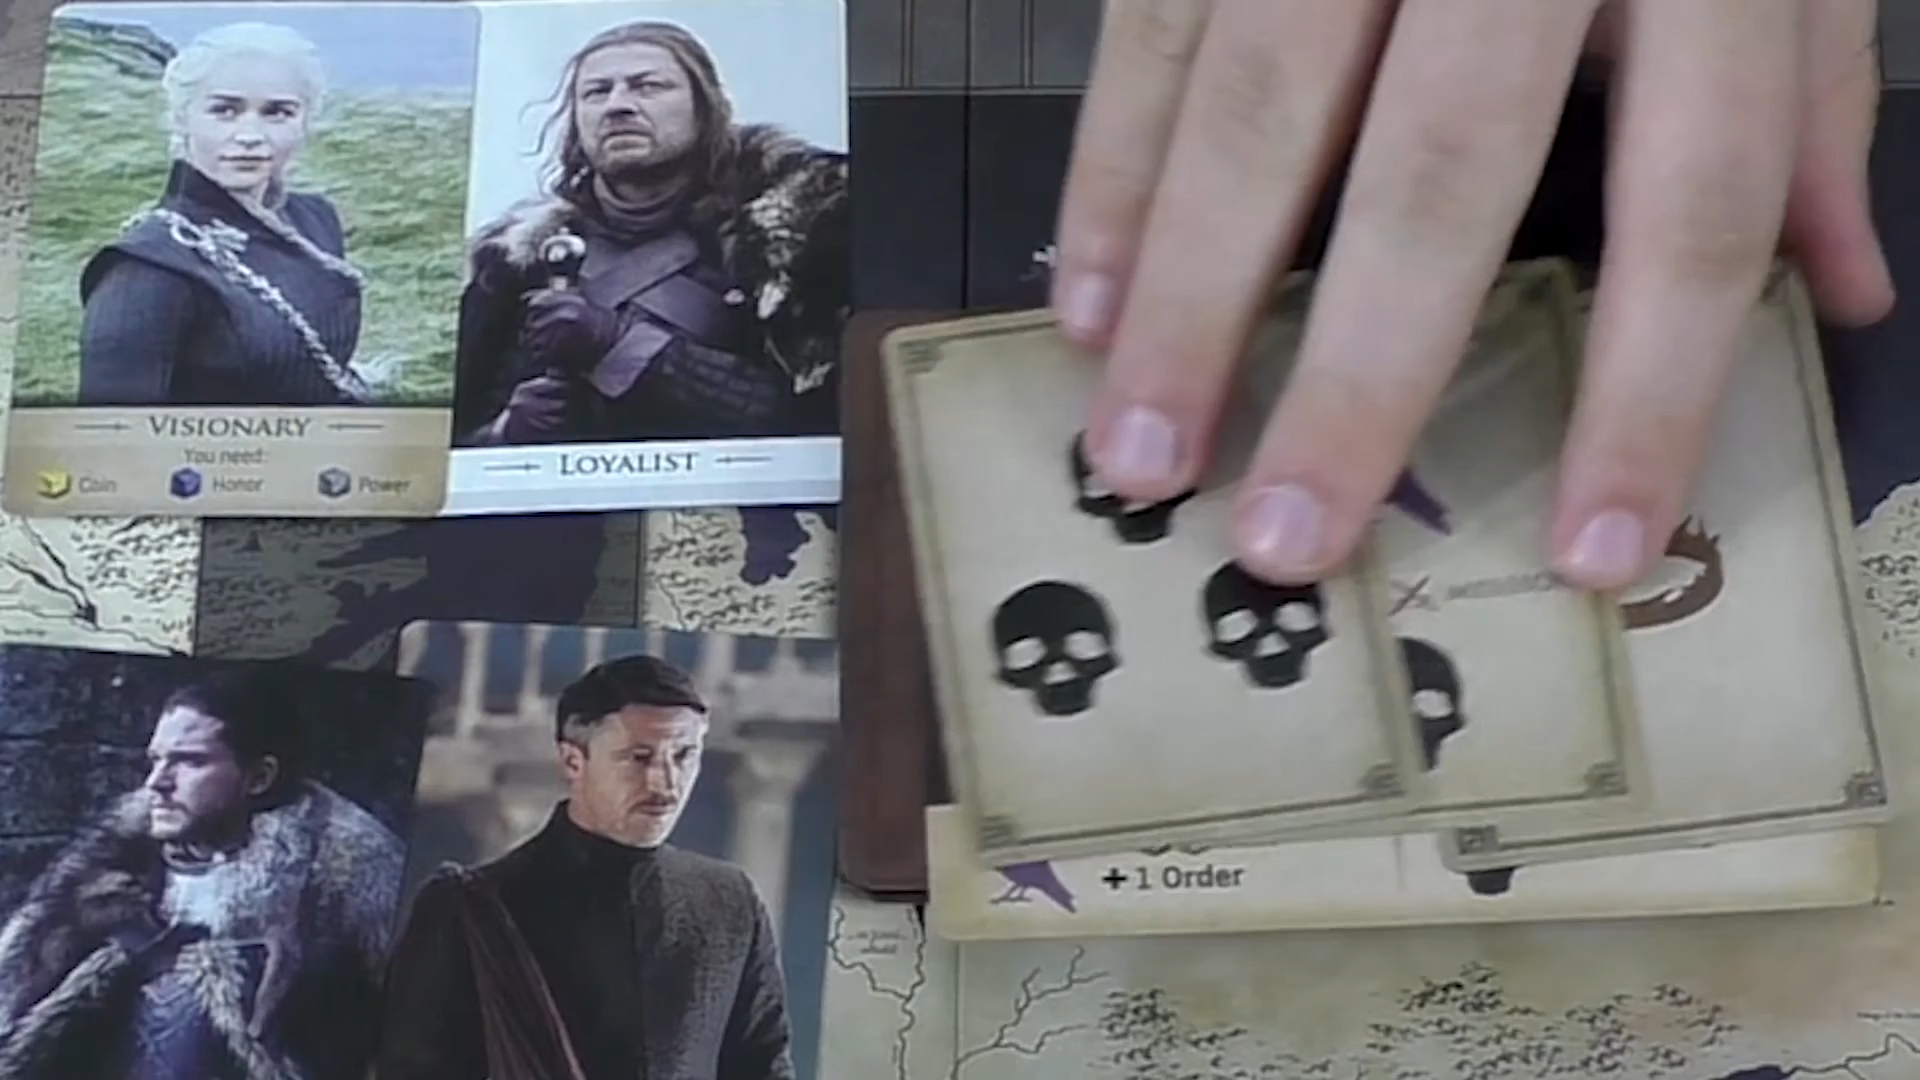 VISIONARY
You need:
Coin Honor Power
LOYALIST
+1 Order